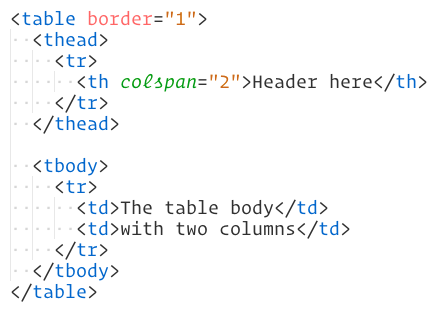 <table border="1">
  <thead>
    <tr>
      <th colspan="2">Header here</th>
    </tr>
  </thead>

  <tbody>
    <tr>
      <td>The table body</td>
      <td>with two columns</td>
    </tr>
  </tbody>
</table>